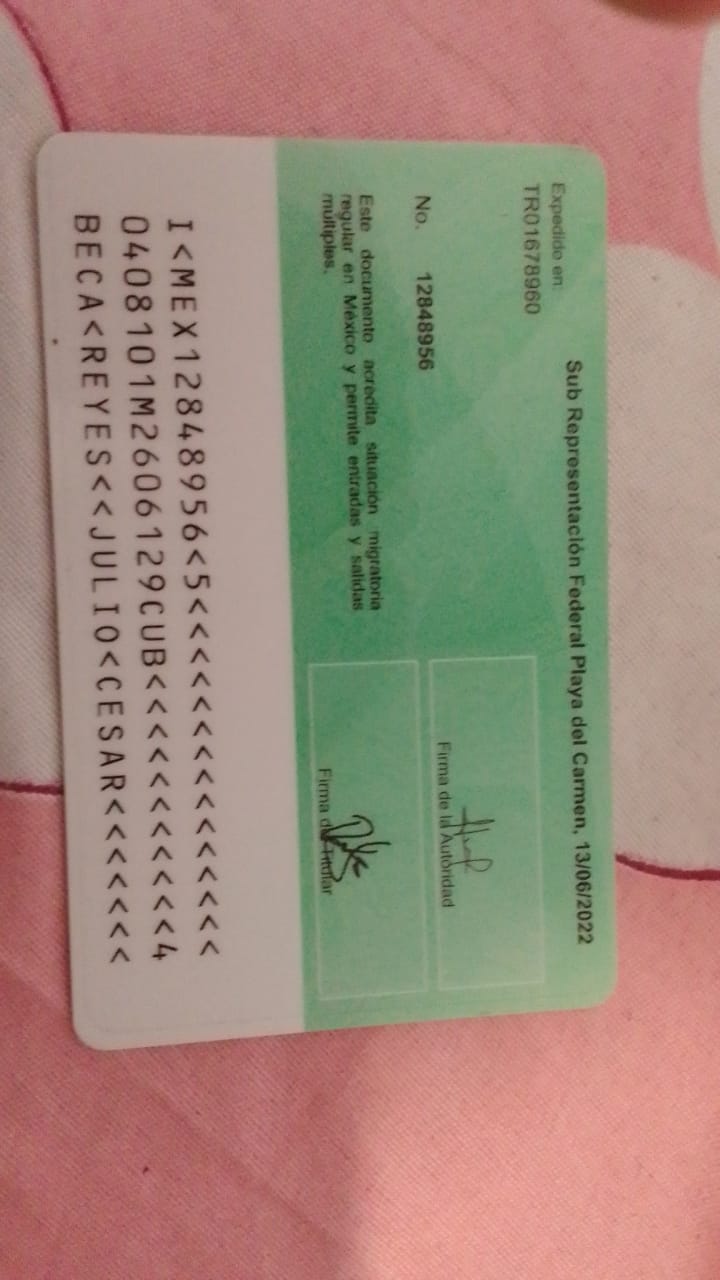 Sub Representación Federal Playa del Carmen, 13/06/2022
Expedido en:
TR01678960
No. 12848956
Firma de la Autoridad
Este documento acredita situación migratoria
regular en México y permite entradas y salidas
múltiples.
Firma del Titular
I<MEX12848956<5<<<<<<<<<<<<<<<
0408101M2606129CUB<<<<<<<<<<<4
BECA<REYES<<JULIO<CESAR<<<<<<<